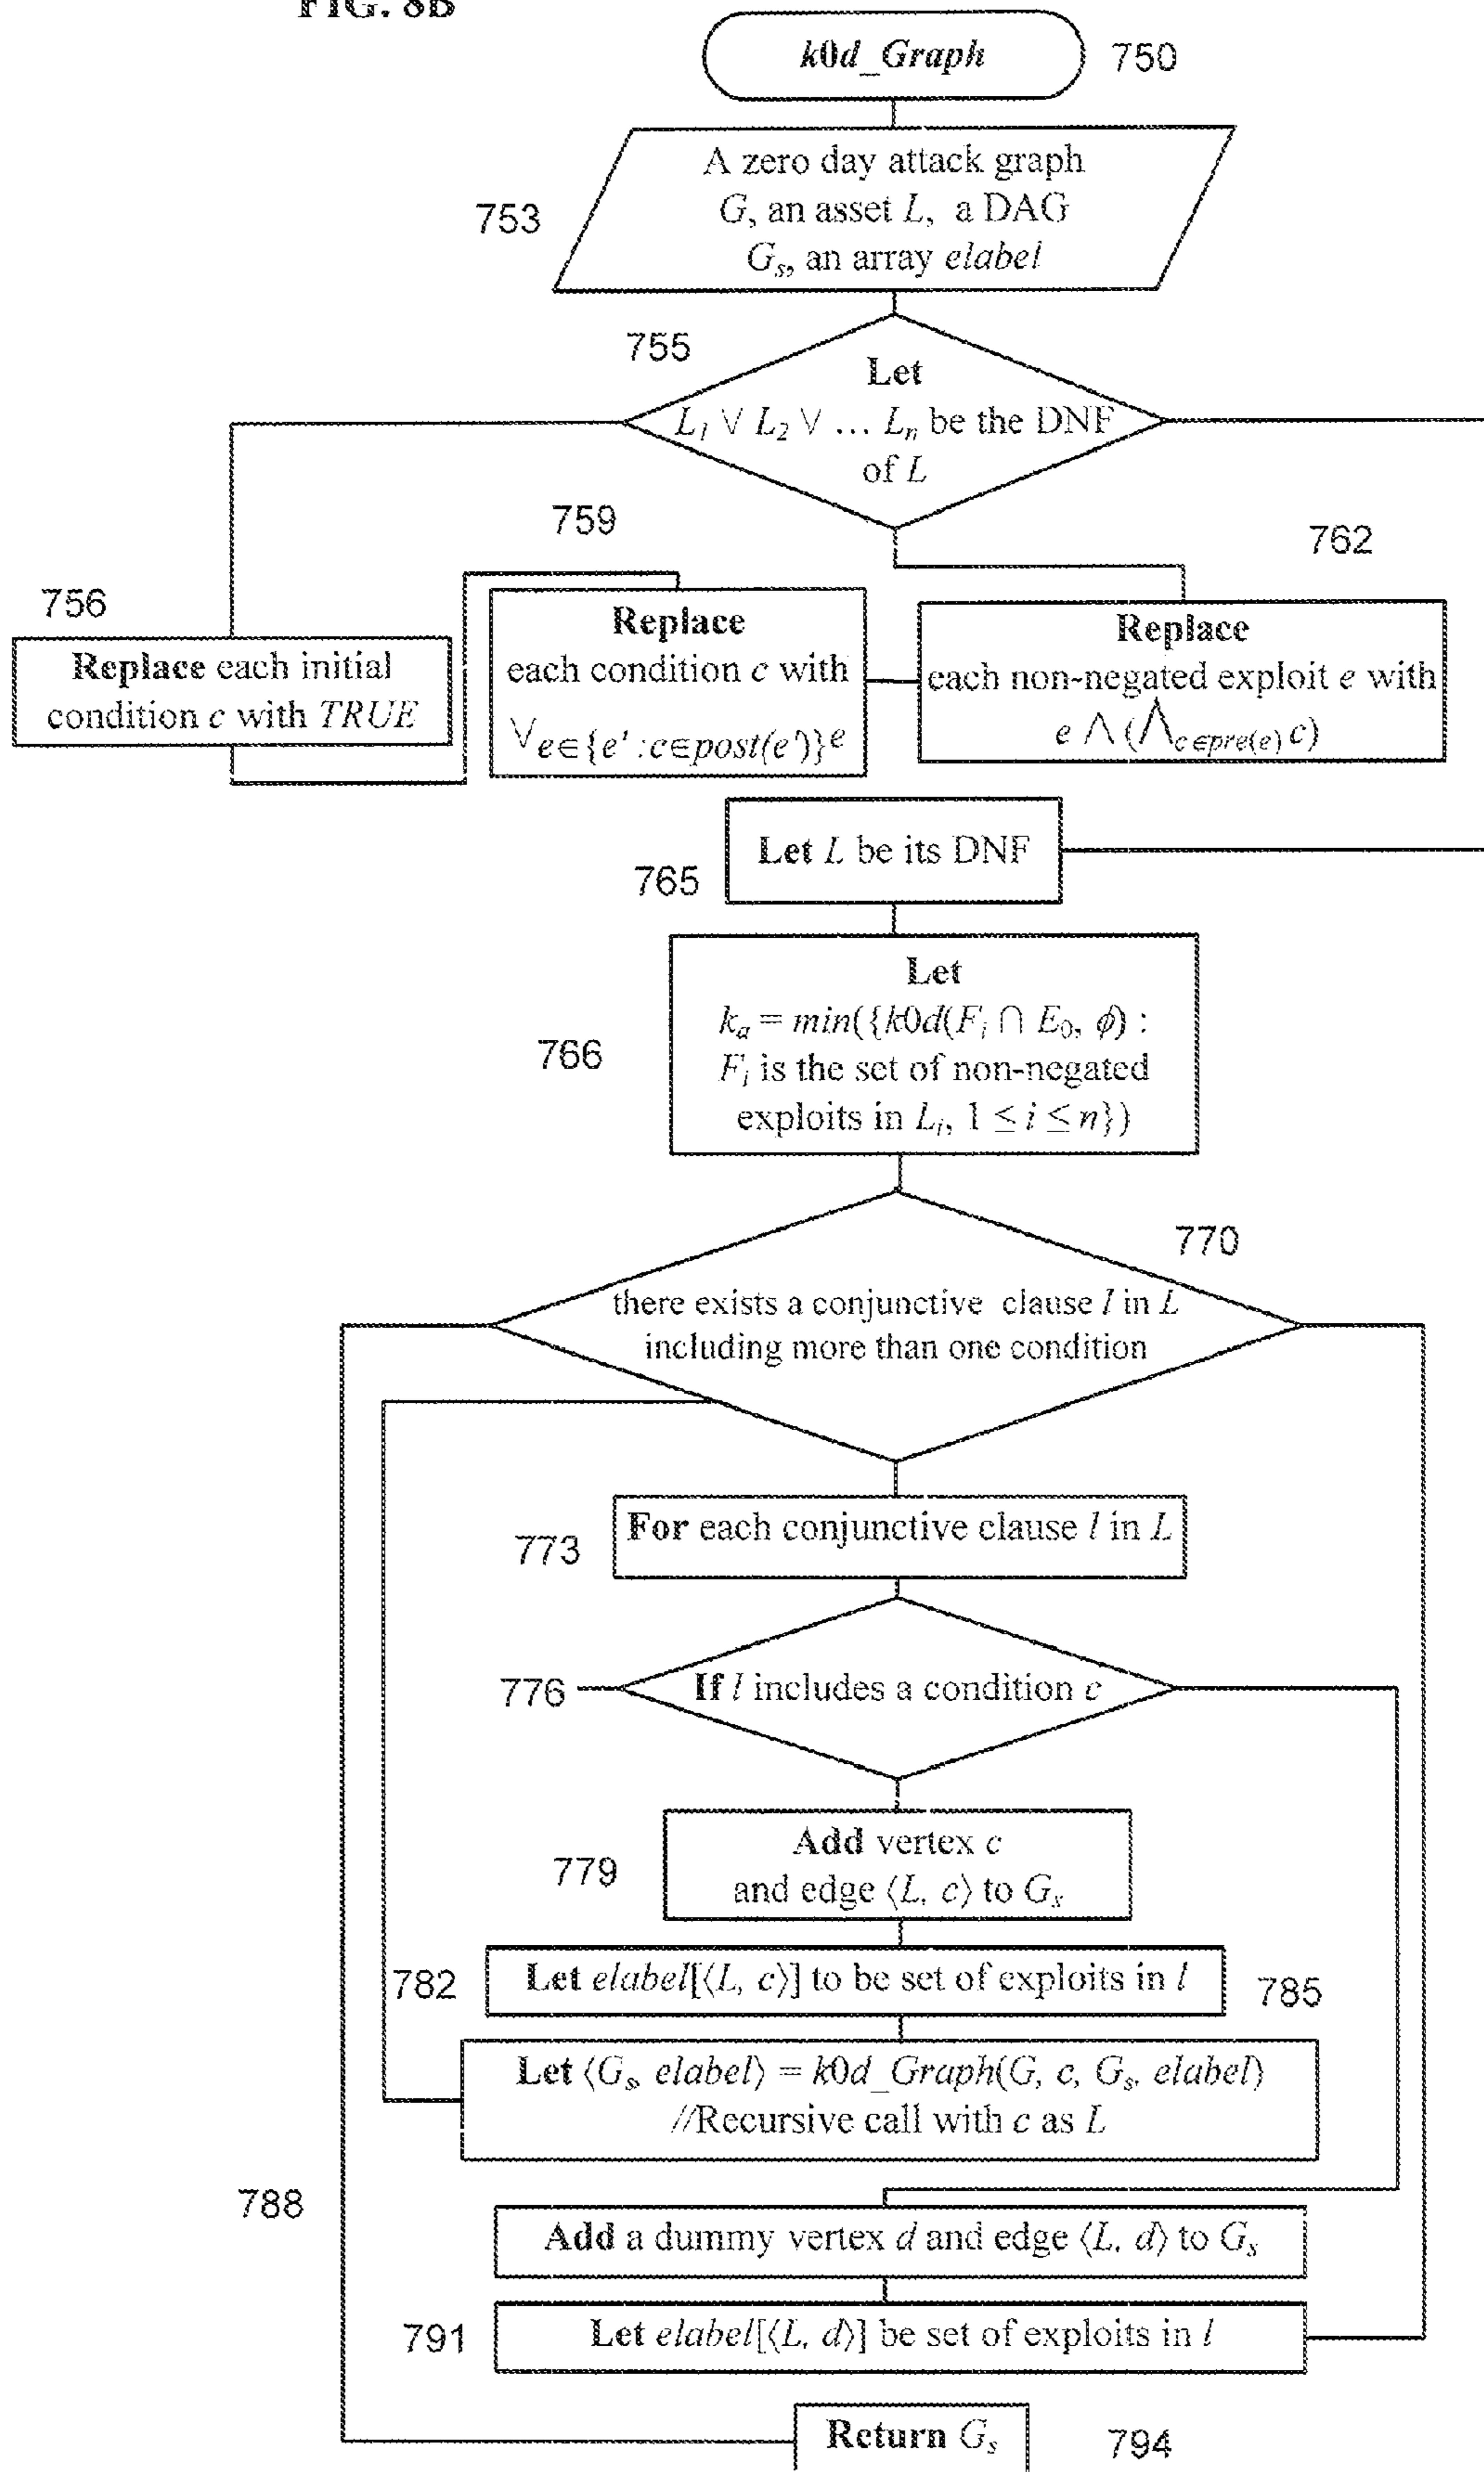 FIG. 8B
k0d_Graph 750
A zero day attack graph
G, an asset L, a DAG
Gₛ, an array elabel
753
755
Let
L₁ ∨ L₂ ∨ … Lₙ be the DNF
of L
759
762
756
Replace each initial
condition c with TRUE
Replace
each condition c with
∨e∈{e' :c∈post(e')}e
Replace
each non-negated exploit e with
e ∧ (∧c∈pre(e) c)
Let L be its DNF
765
Let
kₐ = min({k0d(Fᵢ ∩ E₀, ϕ) :
Fᵢ is the set of non-negated
exploits in Lᵢ, 1 ≤ i ≤ n})
766
770
there exists a conjunctive clause l in L
including more than one condition
For each conjunctive clause l in L
773
776
If l includes a condition c
Add vertex c
and edge ⟨L, c⟩ to Gₛ
779
782
Let elabel[⟨L, c⟩] to be set of exploits in l
785
Let ⟨Gₛ, elabel⟩ = k0d_Graph(G, c, Gₛ, elabel)
//Recursive call with c as L
788
Add a dummy vertex d and edge ⟨L, d⟩ to Gₛ
791
Let elabel[⟨L, d⟩] be set of exploits in l
Return Gₛ
794